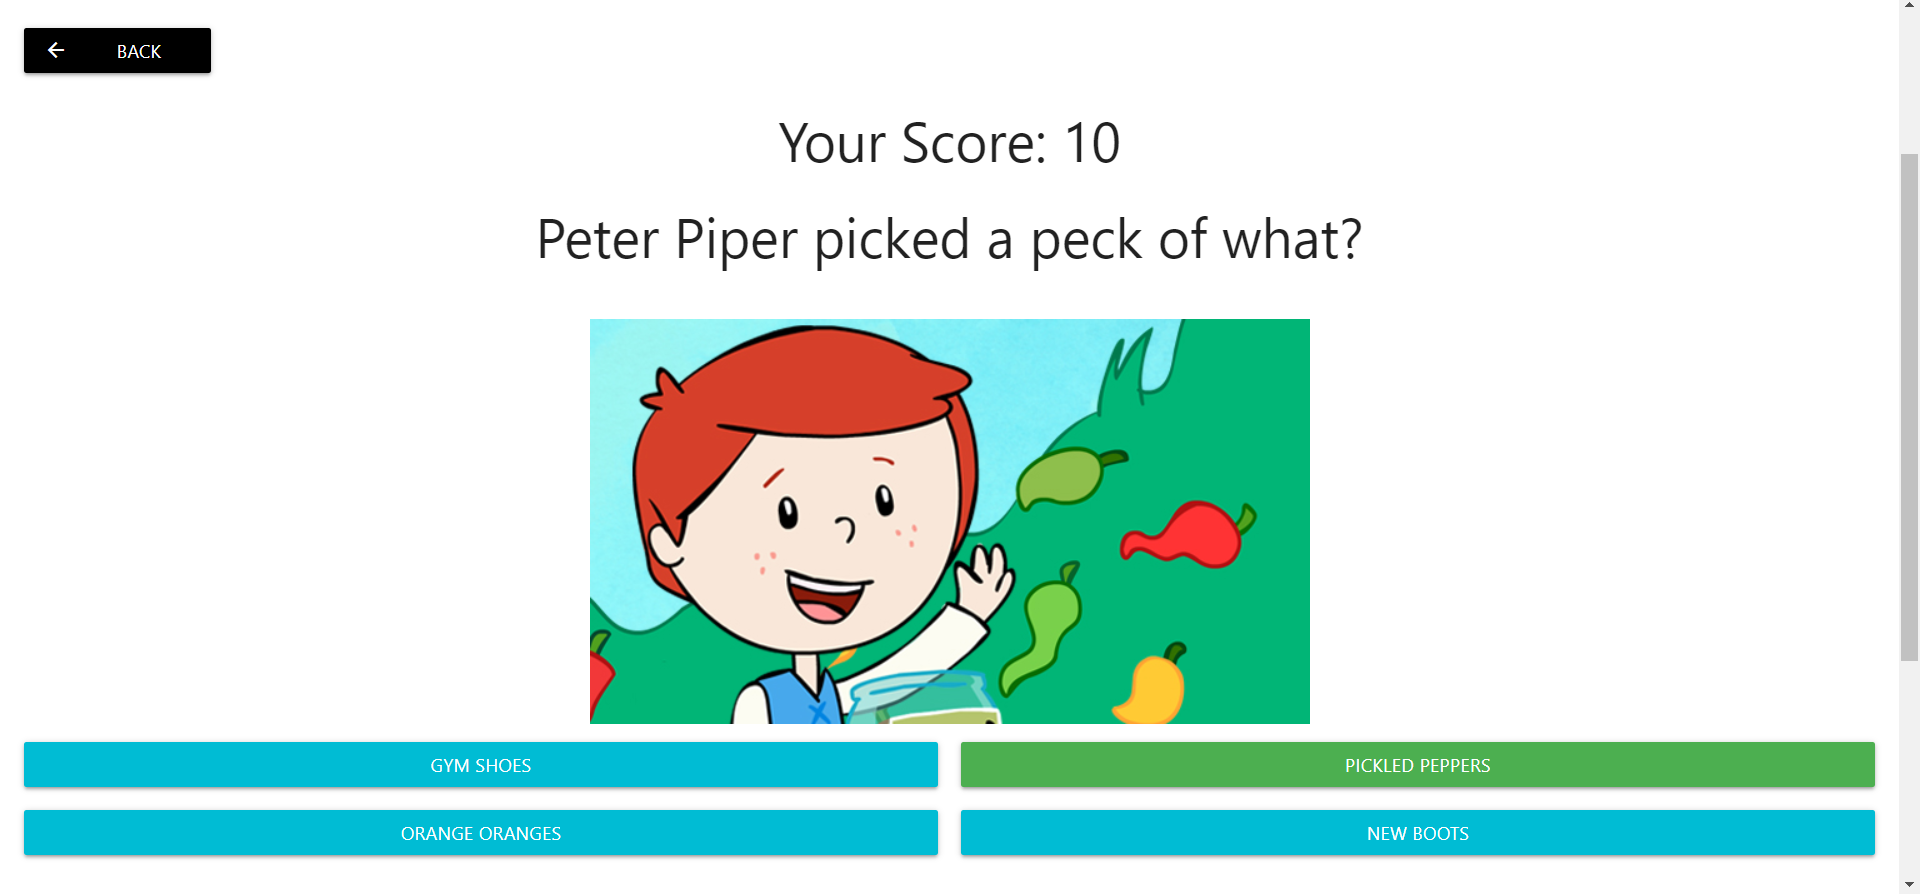 BACK
Your Score: 10
Peter Piper picked a peck of what?
GYM SHOES
PICKLED PEPPERS
ORANGE ORANGES
NEW BOOTS